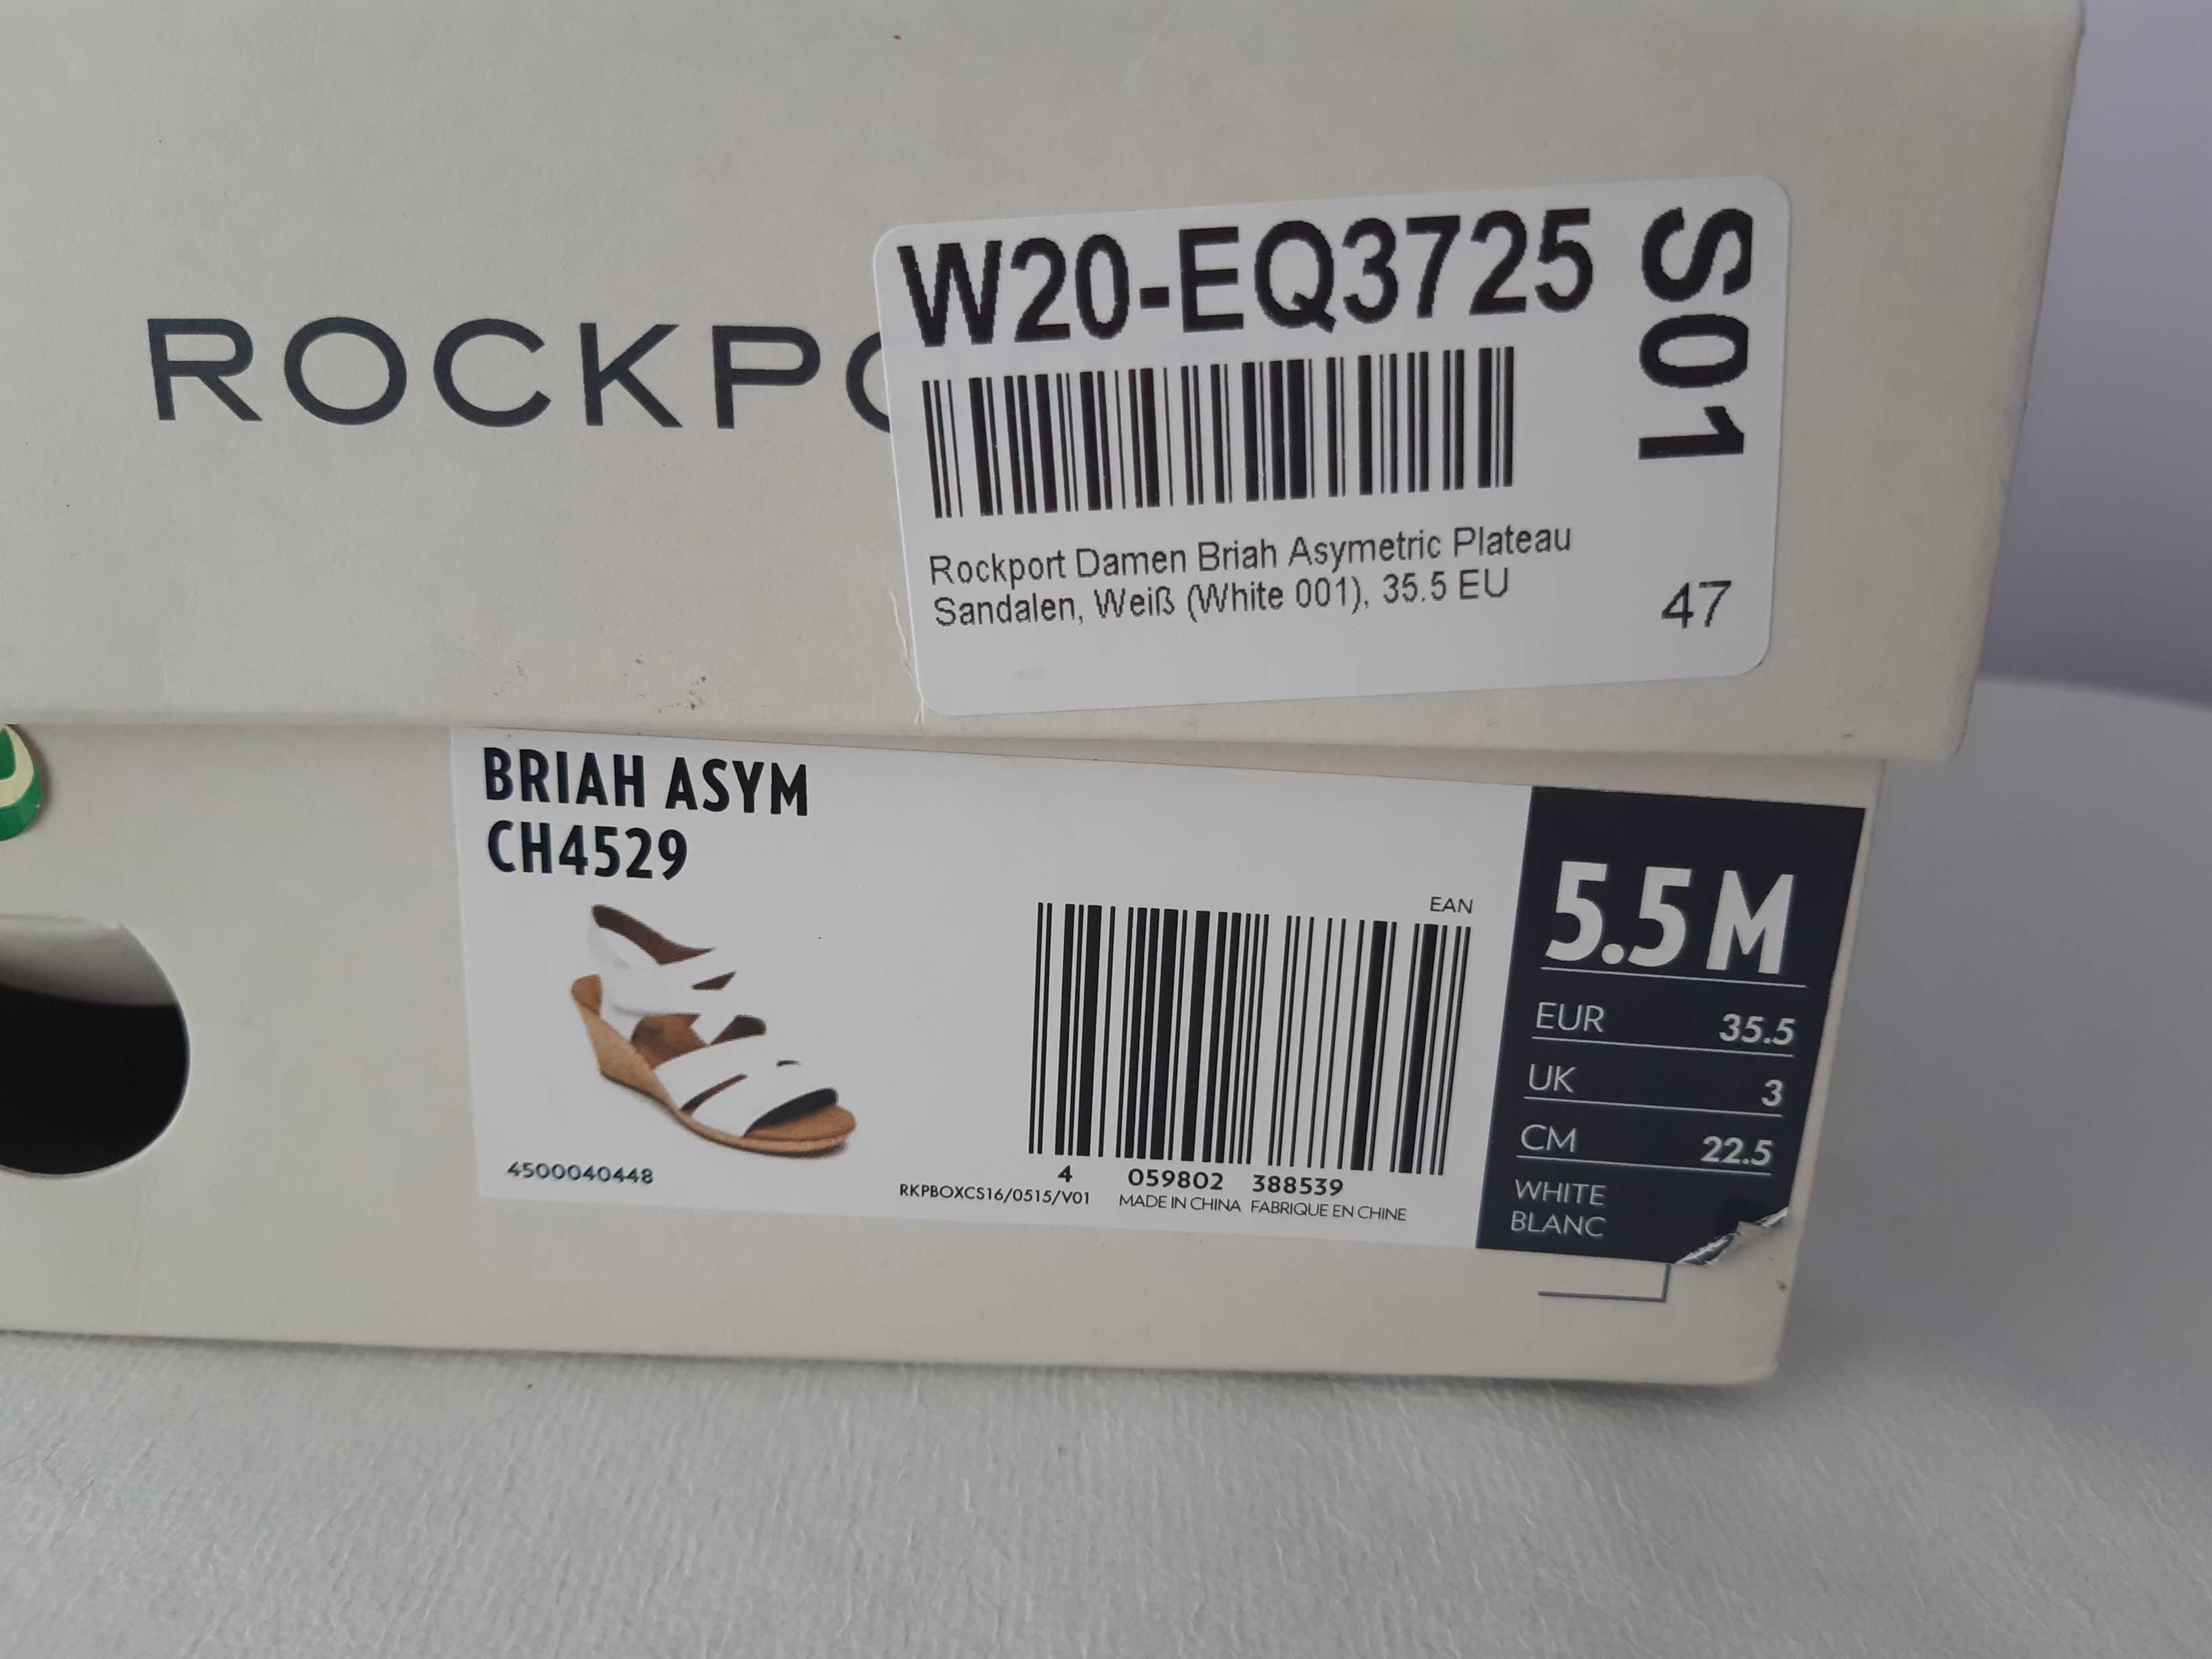 ROCKPO
W20-EQ3725
S01
Rockport Damen Briah Asymetric Plateau
Sandalen, Weiß (White 001), 35.5 EU
47
BRIAH ASYM
CH4529
EAN
4500040448
4 059802 388539
RKPBOXCS16/0515/V01 MADE IN CHINA FABRIQUE EN CHINE
5.5 M
EUR 35.5
UK 3
CM 22.5
WHITE
BLANC